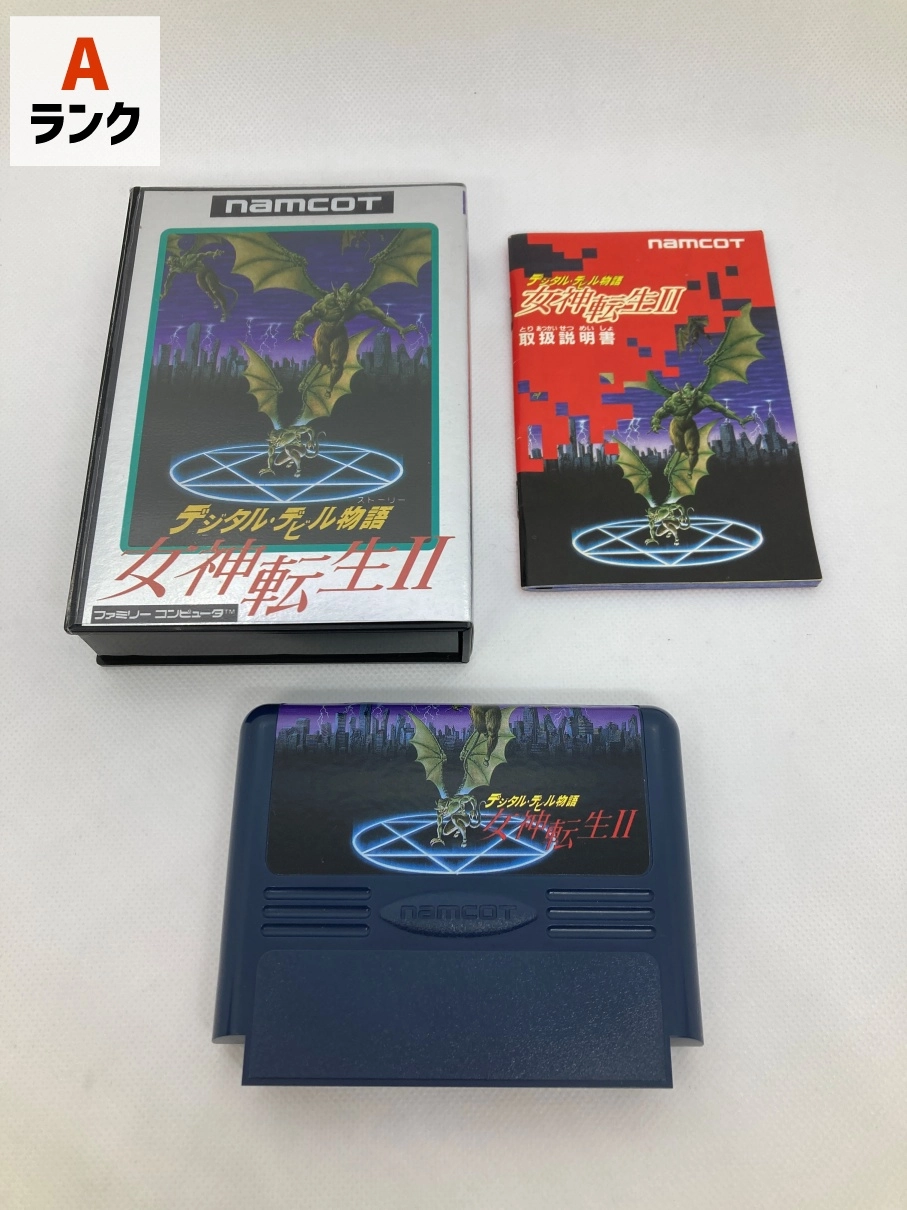 A
ランク
namcoT
ストーリー
デジタル・デビル物語
女神転生II
ファミリー コンピュータ™
namcoT
デジタル・デビル物語
女神転生II
とりあつかいせつ めい しょ
取扱説明書
デジタル・デビル物語
女神転生II
namcoT